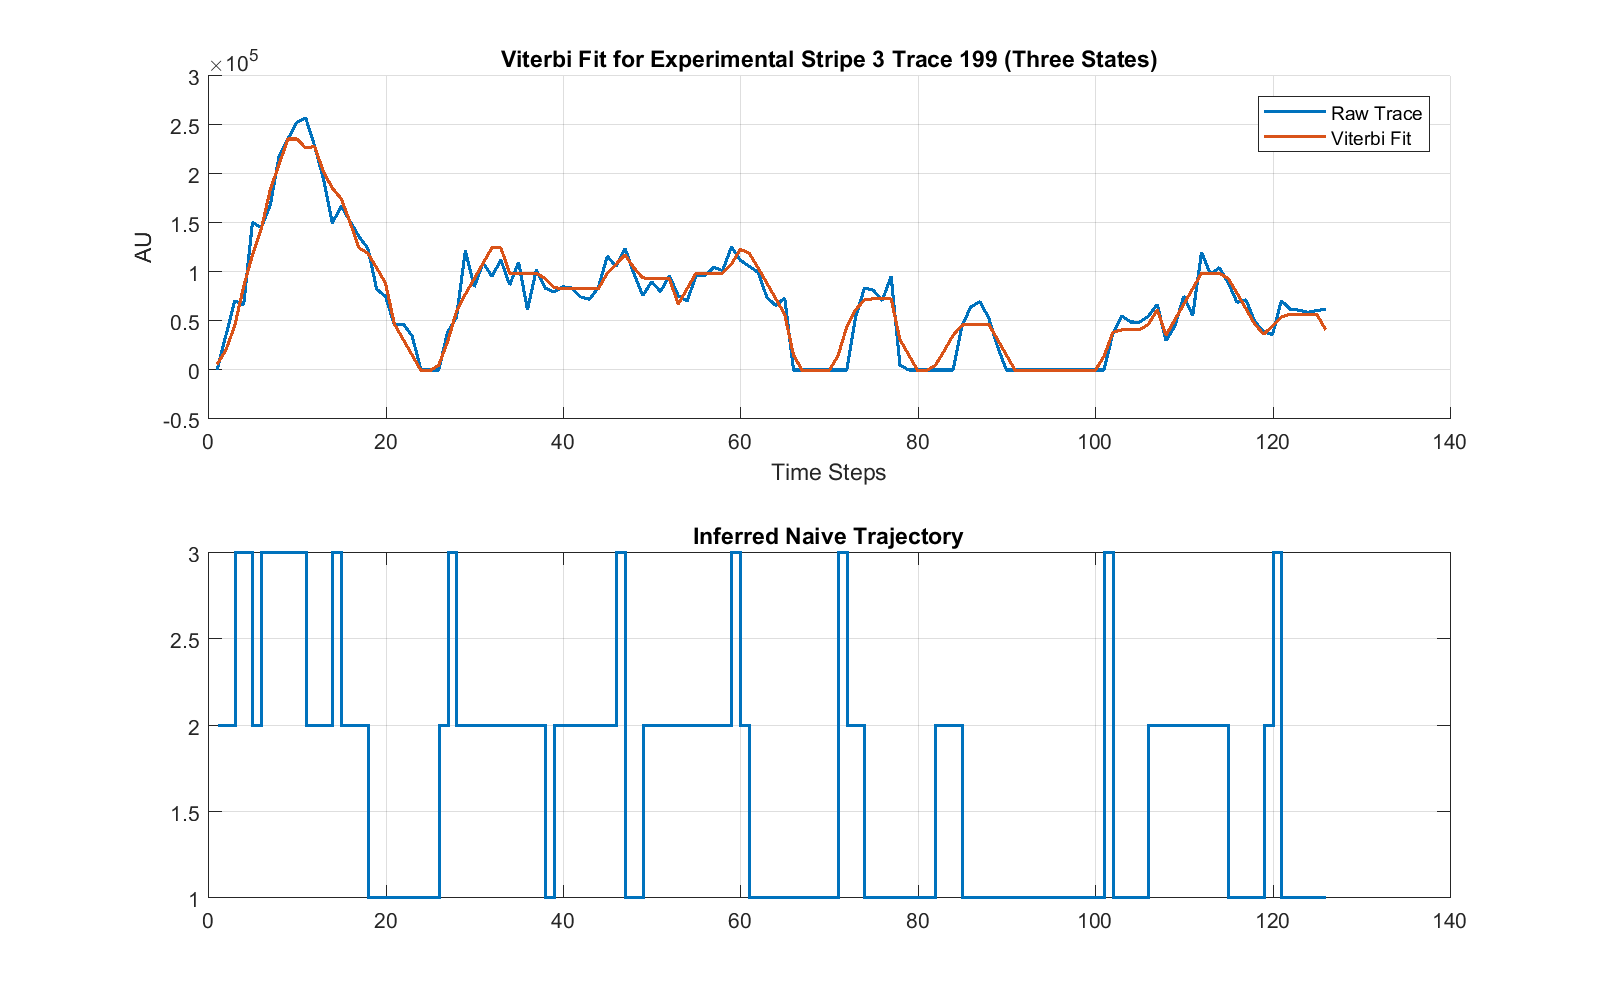 Viterbi Fit for Experimental Stripe 3 Trace 199 (Three States)
×10^5
3
2.5
2
1.5
1
0.5
0
-0.5
AU
Raw Trace
Viterbi Fit
0 20 40 60 80 100 120 140
Time Steps
Inferred Naive Trajectory
3
2.5
2
1.5
1
0 20 40 60 80 100 120 140